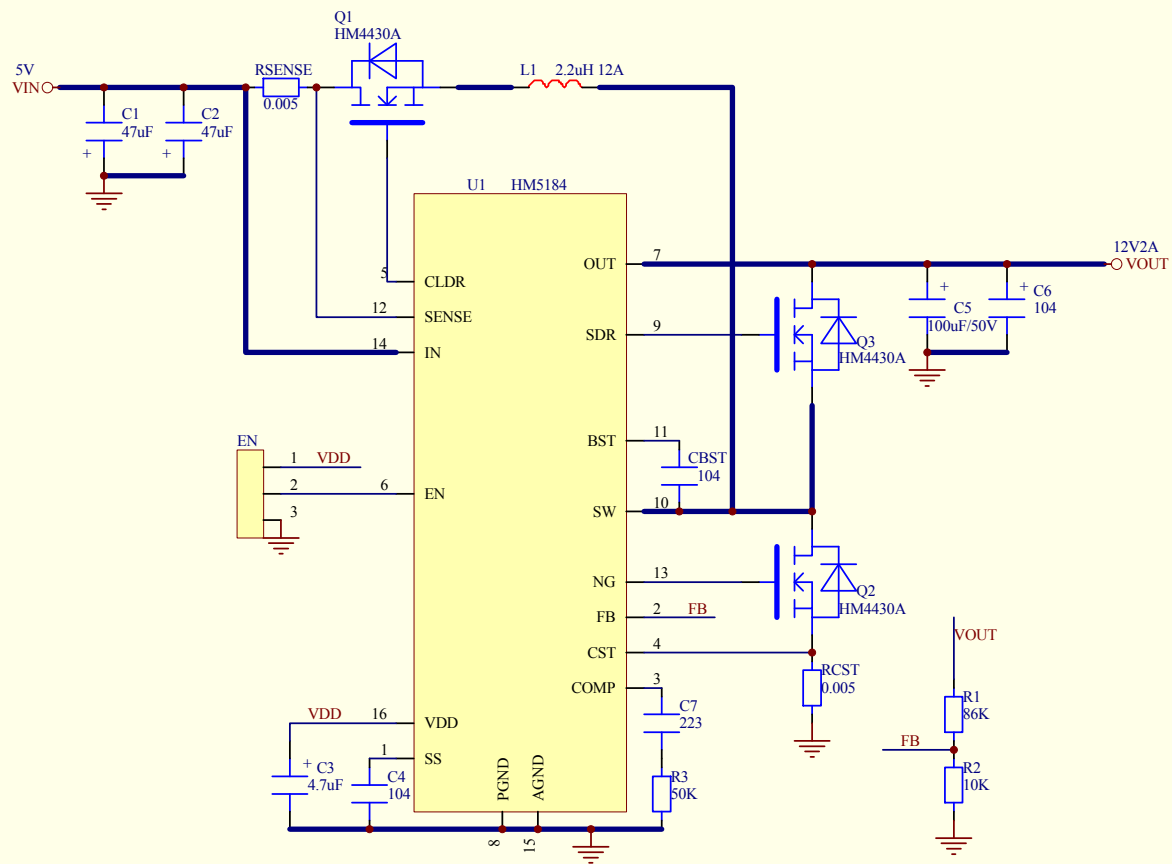 Q1
HM4430A
5V
VIN
RSENSE
0.005
L1 2.2uH 12A
C1
47uF
+
C2
47uF
+
U1 HM5184
5
CLDR
12
SENSE
14
IN
OUT
7
12V2A
VOUT
SDR
9
Q3
HM4430A
+
C5
100uF/50V
+
C6
104
EN
1
VDD
2
3
6
EN
BST
11
CBST
104
SW
10
NG
13
Q2
HM4430A
FB
2
FB
CST
4
RCST
0.005
COMP
3
C7
223
R3
50K
VOUT
R1
86K
FB
R2
10K
VDD
16
VDD
1
SS
+
C3
4.7uF
C4
104
PGND
AGND
8
15